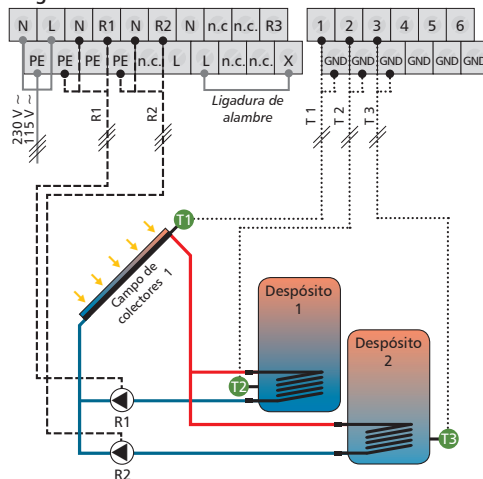 N L N R1 N R2 N n.c n.c. R3
PE PE PE PE n.c. L L n.c. n.c. X
1 2 3 4 5 6
GND GND GND GND GND GND
230 V ~
115 V ~
R1
R2
Ligadura de
alambre
T 1
T 2
T 3
T1
Campo de
colectores 1
Despósito
1
Despósito
2
T2
T3
R1
R2